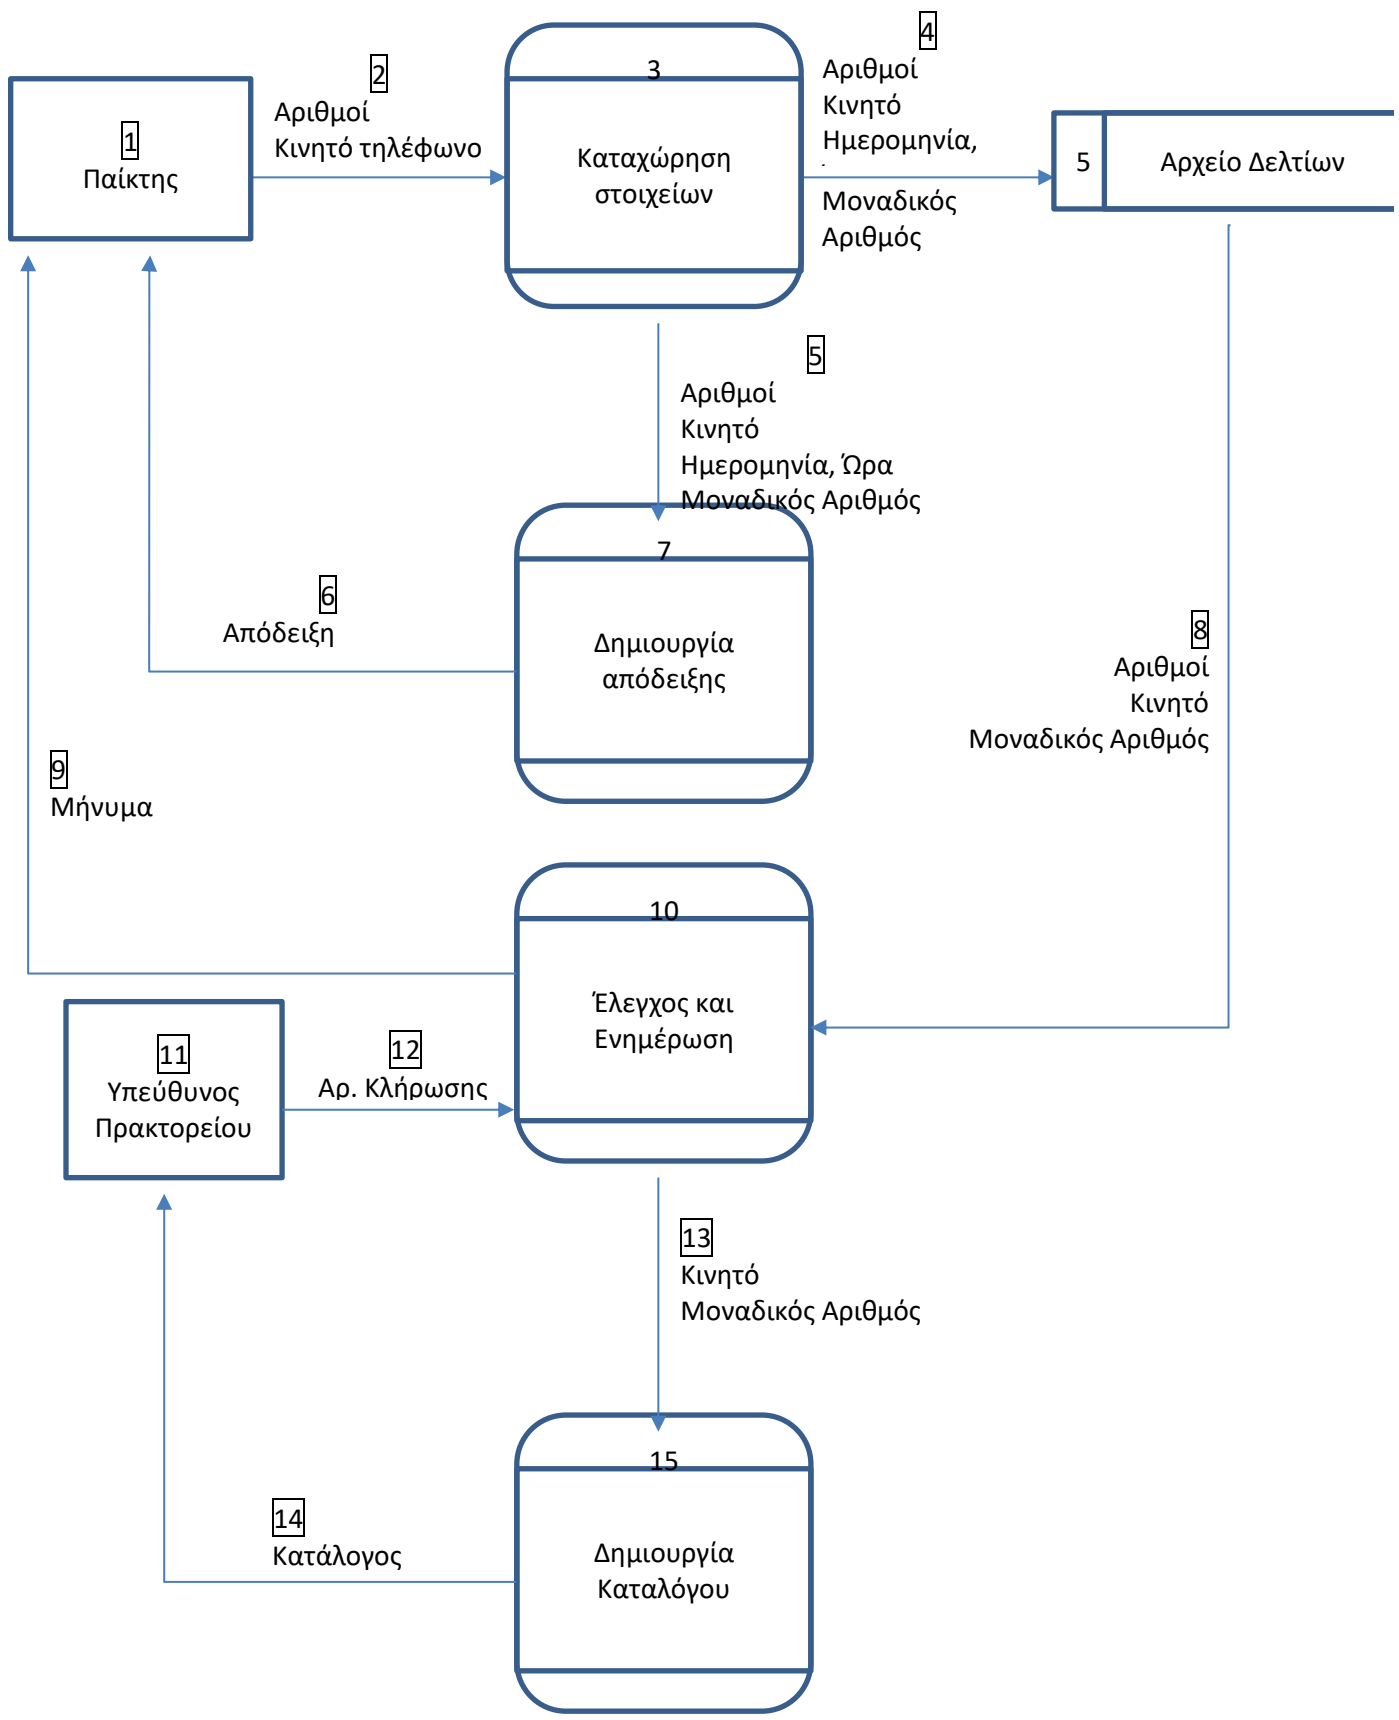 1
Παίκτης
2
Αριθμοί
Κινητό τηλέφωνο
3
Καταχώρηση
στοιχείων
4
Αριθμοί
Κινητό
Ημερομηνία,
Μοναδικός
Αριθμός
5
Αρχείο Δελτίων
5
Αριθμοί
Κινητό
Ημερομηνία, Ώρα
Μοναδικός Αριθμός
6
Απόδειξη
7
Δημιουργία
απόδειξης
8
Αριθμοί
Κινητό
Μοναδικός Αριθμός
9
Μήνυμα
10
Έλεγχος και
Ενημέρωση
11
Υπεύθυνος
Πρακτορείου
12
Αρ. Κλήρωσης
13
Κινητό
Μοναδικός Αριθμός
14
Κατάλογος
15
Δημιουργία
Καταλόγου